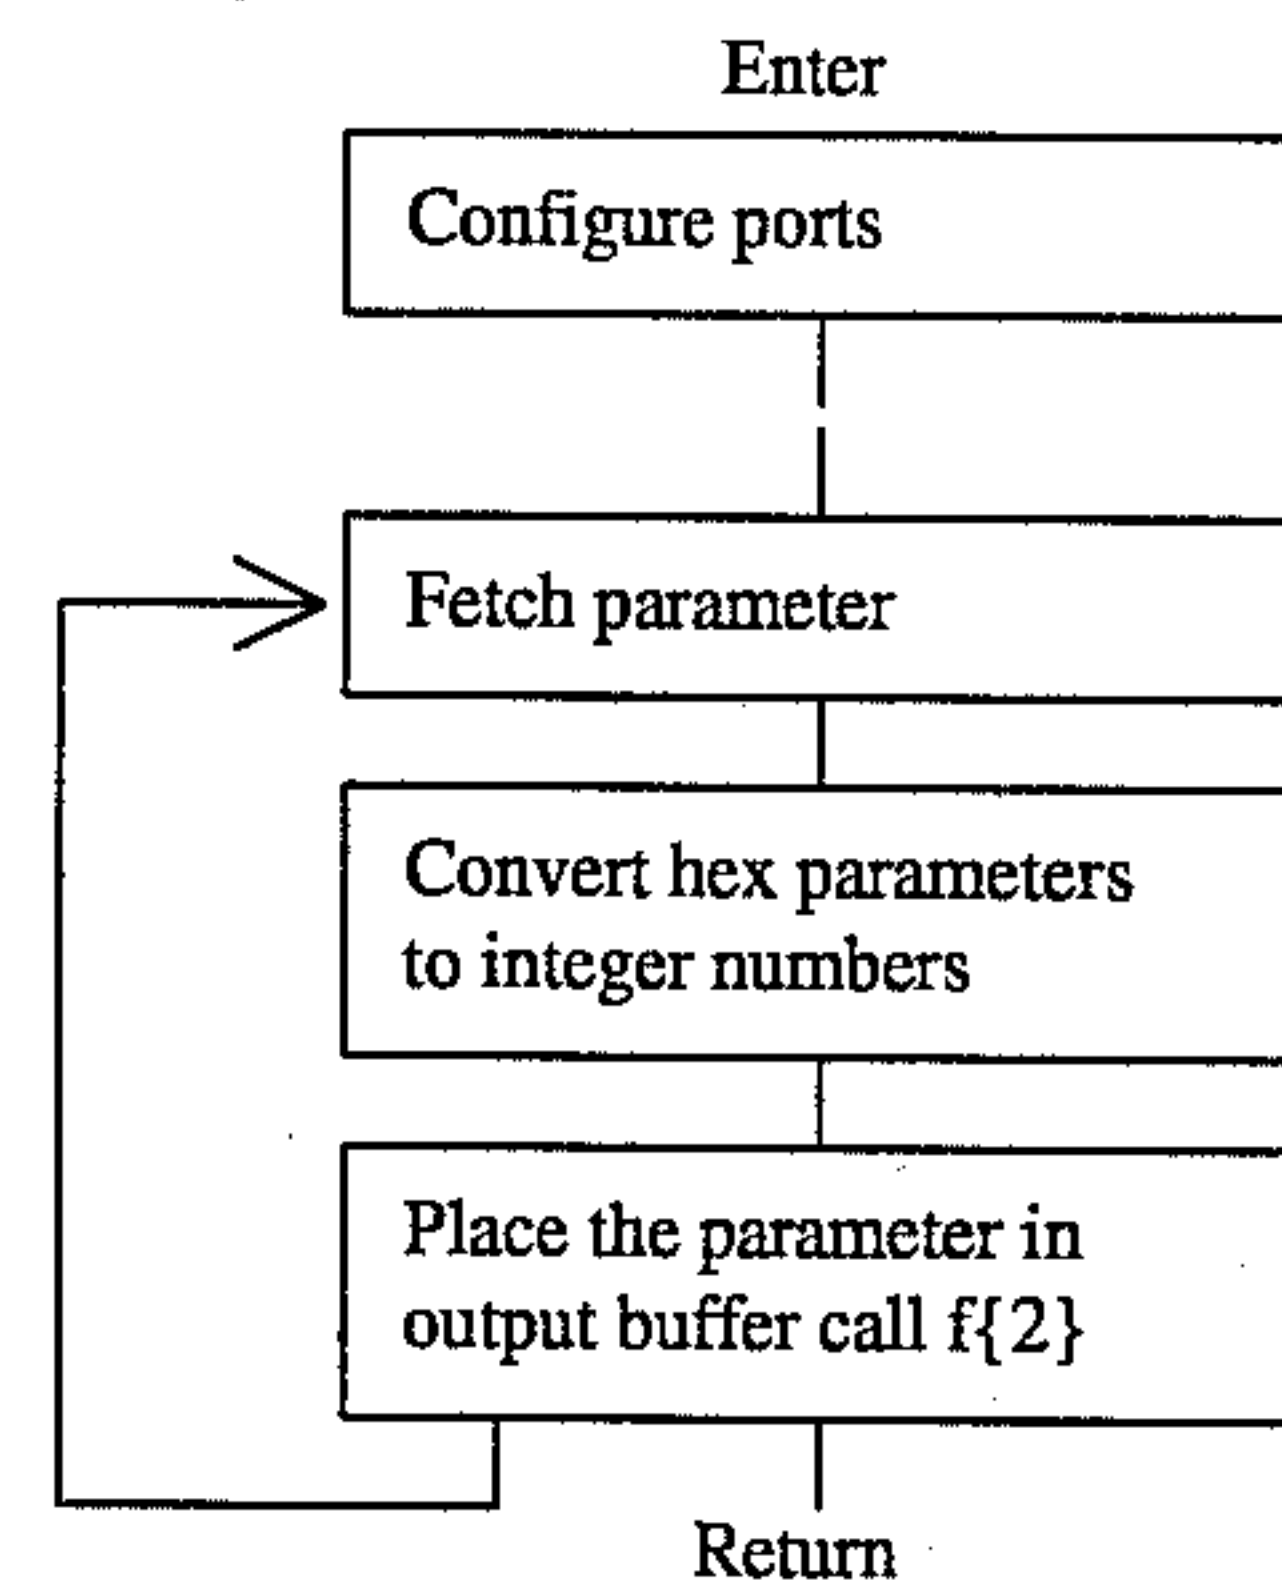 Enter
Configure ports
Fetch parameter
Convert hex parameters
to integer numbers
Place the parameter in
output buffer call f{2}
Return